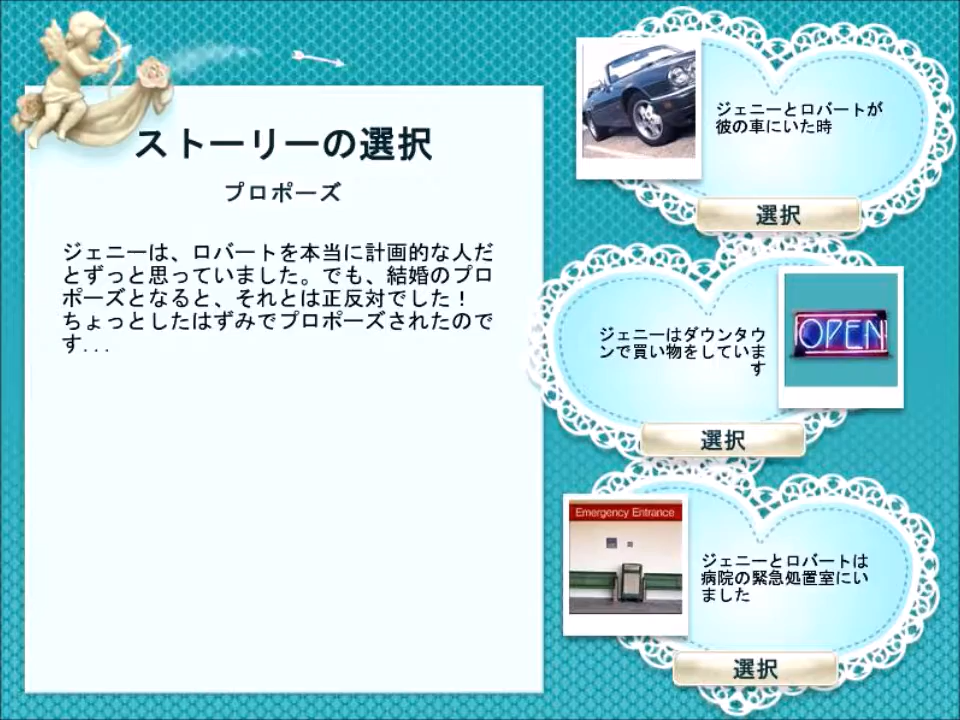 ストーリーの選択
プロポーズ
ジェニーは、ロバートを本当に計画的な人だ
とずっと思っていました。でも、結婚のプロ
ポーズとなると、それとは正反対でした！
ちょっとしたはずみでプロポーズされたので
す...
ジェニーとロバートが
彼の車にいた時
選択
ジェニーはダウンタウ
ンで買い物をしていま
す
OPEN
選択
Emergency Entrance
ジェニーとロバートは
病院の緊急処置室にい
ました
選択